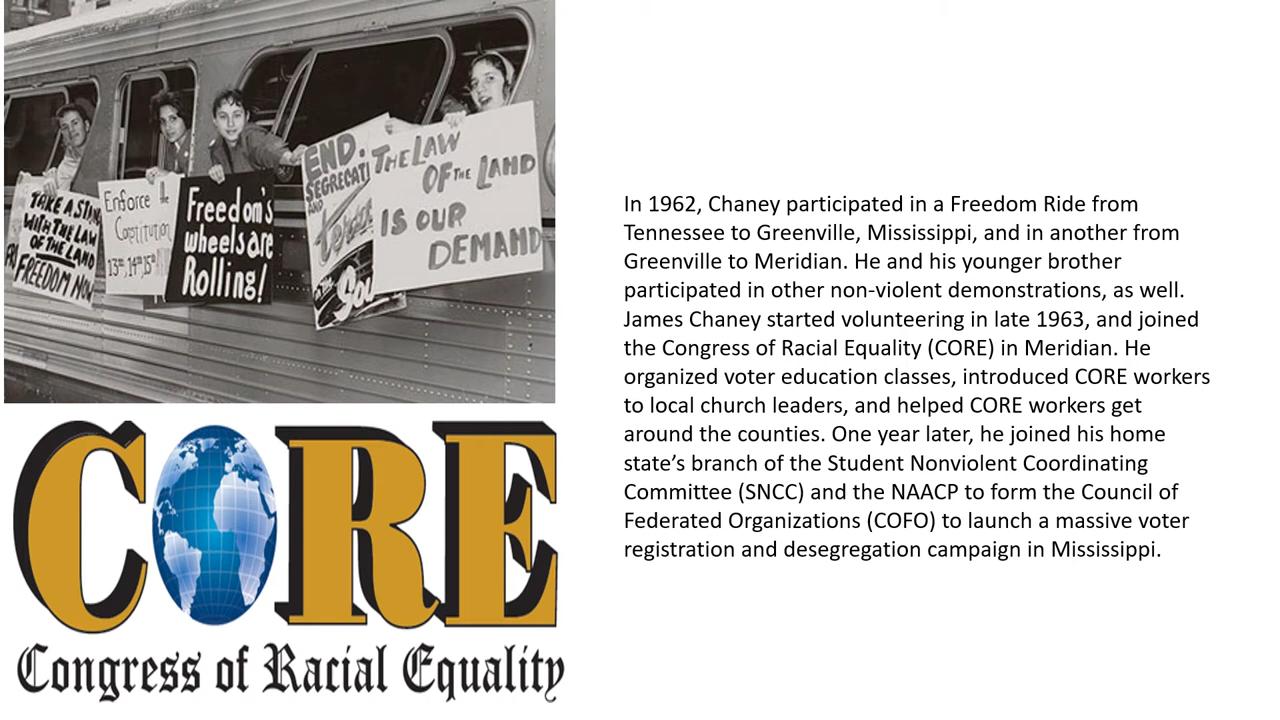 TAKE A STAND
WITH THE LAW
OF THE LAND
FREEDOM NOW
Enforce the
Constitution
13th, 14th, 15th
Freedom's
wheels are
Rolling!
END
SEGREGATI
AND
THE LAW
OF THE LAND
IS OUR
DEMAND
CORE
Congress of Racial Equality
In 1962, Chaney participated in a Freedom Ride from
Tennessee to Greenville, Mississippi, and in another from
Greenville to Meridian. He and his younger brother
participated in other non-violent demonstrations, as well.
James Chaney started volunteering in late 1963, and joined
the Congress of Racial Equality (CORE) in Meridian. He
organized voter education classes, introduced CORE workers
to local church leaders, and helped CORE workers get
around the counties. One year later, he joined his home
state’s branch of the Student Nonviolent Coordinating
Committee (SNCC) and the NAACP to form the Council of
Federated Organizations (COFO) to launch a massive voter
registration and desegregation campaign in Mississippi.